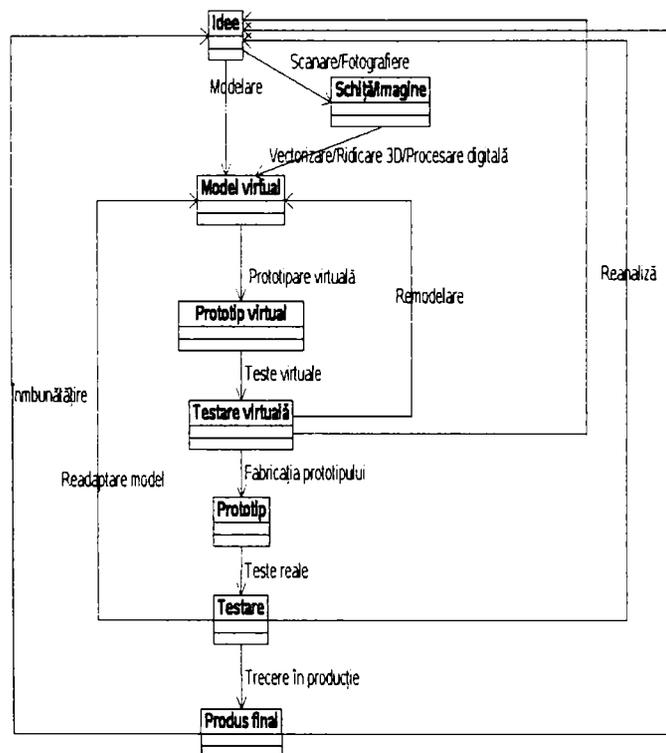 Idee
Scanare/Fotografiere
Modelare
Schiță/Imagine
Vectorizare/Ridicare 3D/Procesare digitală
Model virtual
Reanaliză
Prototipare virtuală
Remodelare
Prototip virtual
Teste virtuale
Înmbunătățire
Testare virtuală
Fabricația prototipului
Readaptare model
Prototip
Teste reale
Testare
Trecere în producție
Produs final